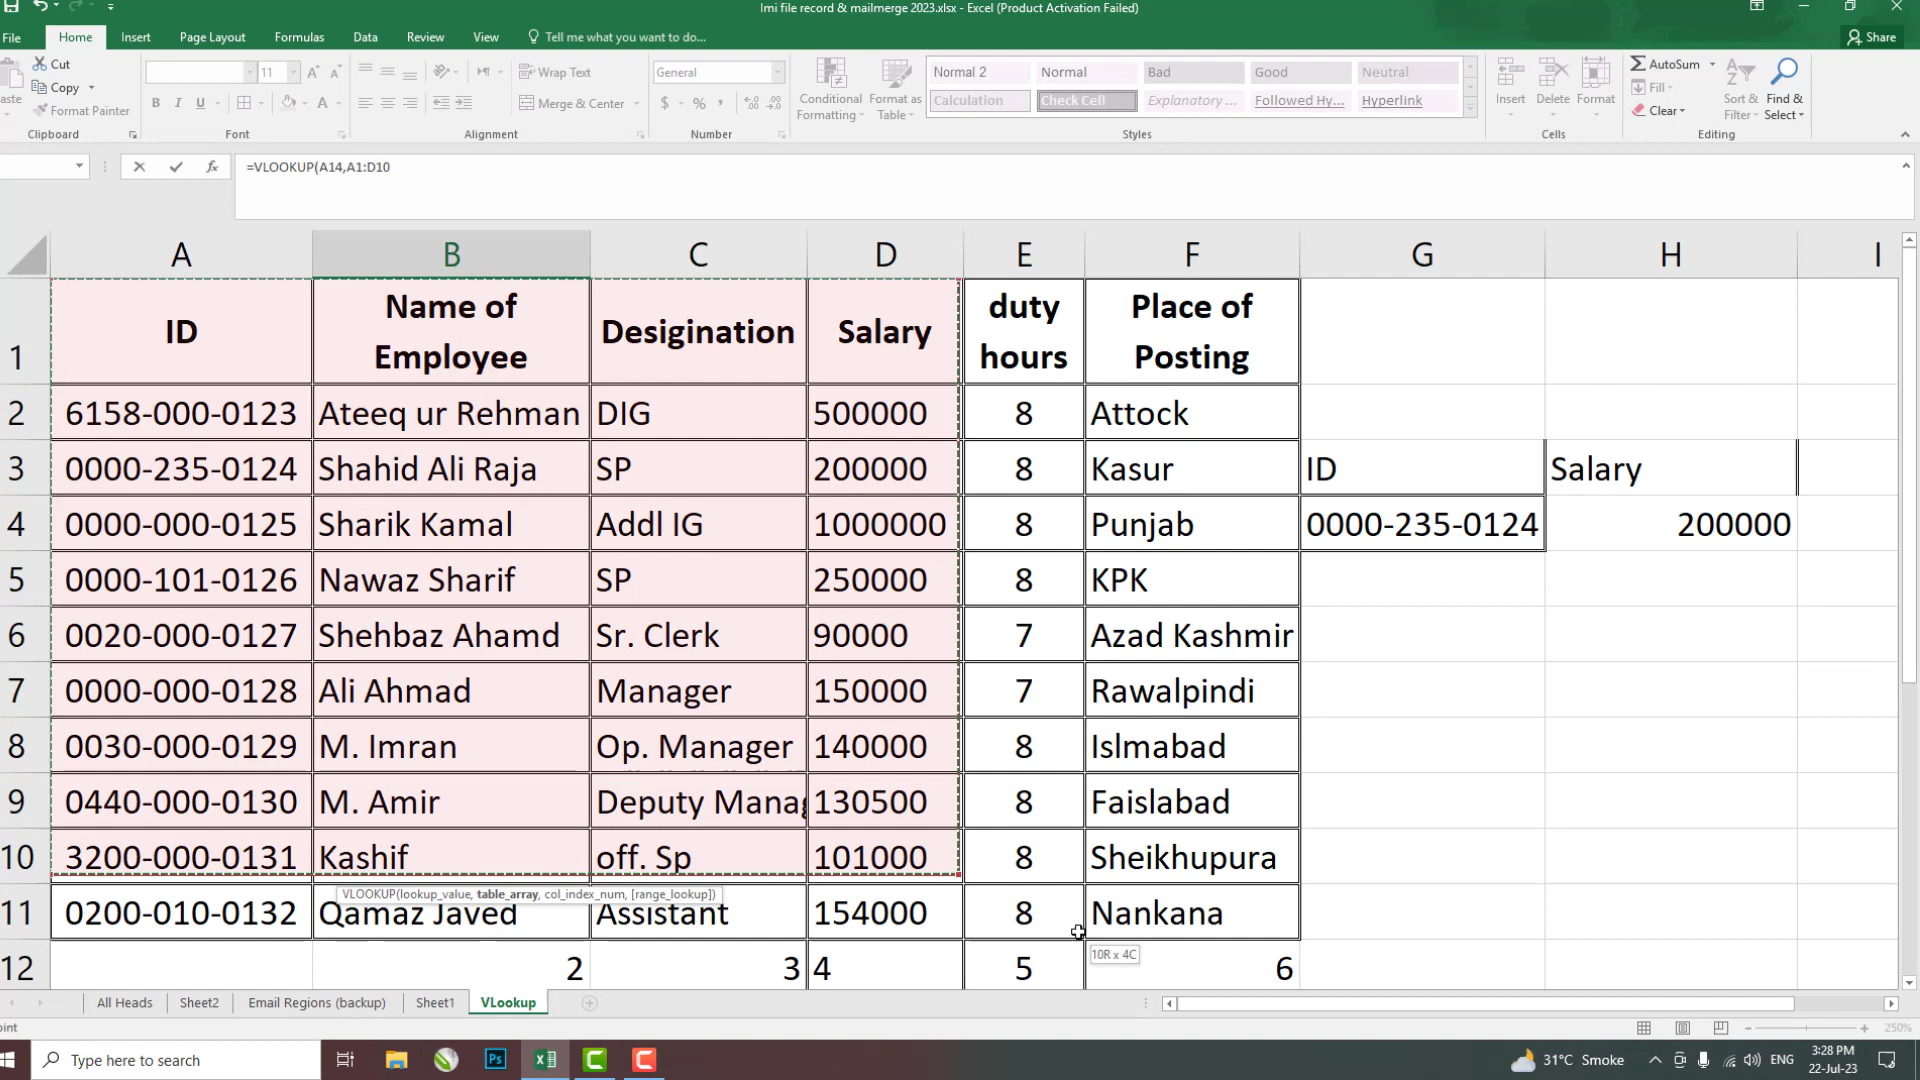 Imi file record & mailmerge 2023.xlsx - Excel (Product Activation Failed)
File Home Insert Page Layout Formulas Data Review View Tell me what you want to do... Share
Cut
Copy
Format Painter
Clipboard
11
Font
Wrap Text
Merge & Center
Alignment
General
Number
Conditional Formatting
Format as Table
Normal 2 Normal Bad Good Neutral
Calculation Check Cell Explanatory ... Followed Hy... Hyperlink
Styles
Insert Delete Format
Cells
AutoSum
Fill
Clear
Sort & Filter
Find & Select
Editing
=VLOOKUP(A14,A1:D10
A B C D E F G H I
1 ID Name of Employee Desigination Salary duty hours Place of Posting
2 6158-000-0123 Ateeq ur Rehman DIG 500000 8 Attock
3 0000-235-0124 Shahid Ali Raja SP 200000 8 Kasur ID Salary
4 0000-000-0125 Sharik Kamal Addl IG 1000000 8 Punjab 0000-235-0124 200000
5 0000-101-0126 Nawaz Sharif SP 250000 8 KPK
6 0020-000-0127 Shehbaz Ahamd Sr. Clerk 90000 7 Azad Kashmir
7 0000-000-0128 Ali Ahmad Manager 150000 7 Rawalpindi
8 0030-000-0129 M. Imran Op. Manager 140000 8 Islmabad
9 0440-000-0130 M. Amir Deputy Manag 130500 8 Faislabad
10 3200-000-0131 Kashif off. Sp 101000 8 Sheikhupura
VLOOKUP(lookup_value, table_array, col_index_num, [range_lookup])
11 0200-010-0132 Qamaz Javed Assistant 154000 8 Nankana
10R x 4C
12 2 3 4 5 6
All Heads Sheet2 Email Regions (backup) Sheet1 VLookup
oint 250%
Type here to search
Ps
31°C Smoke ENG
3:28 PM
22-Jul-23